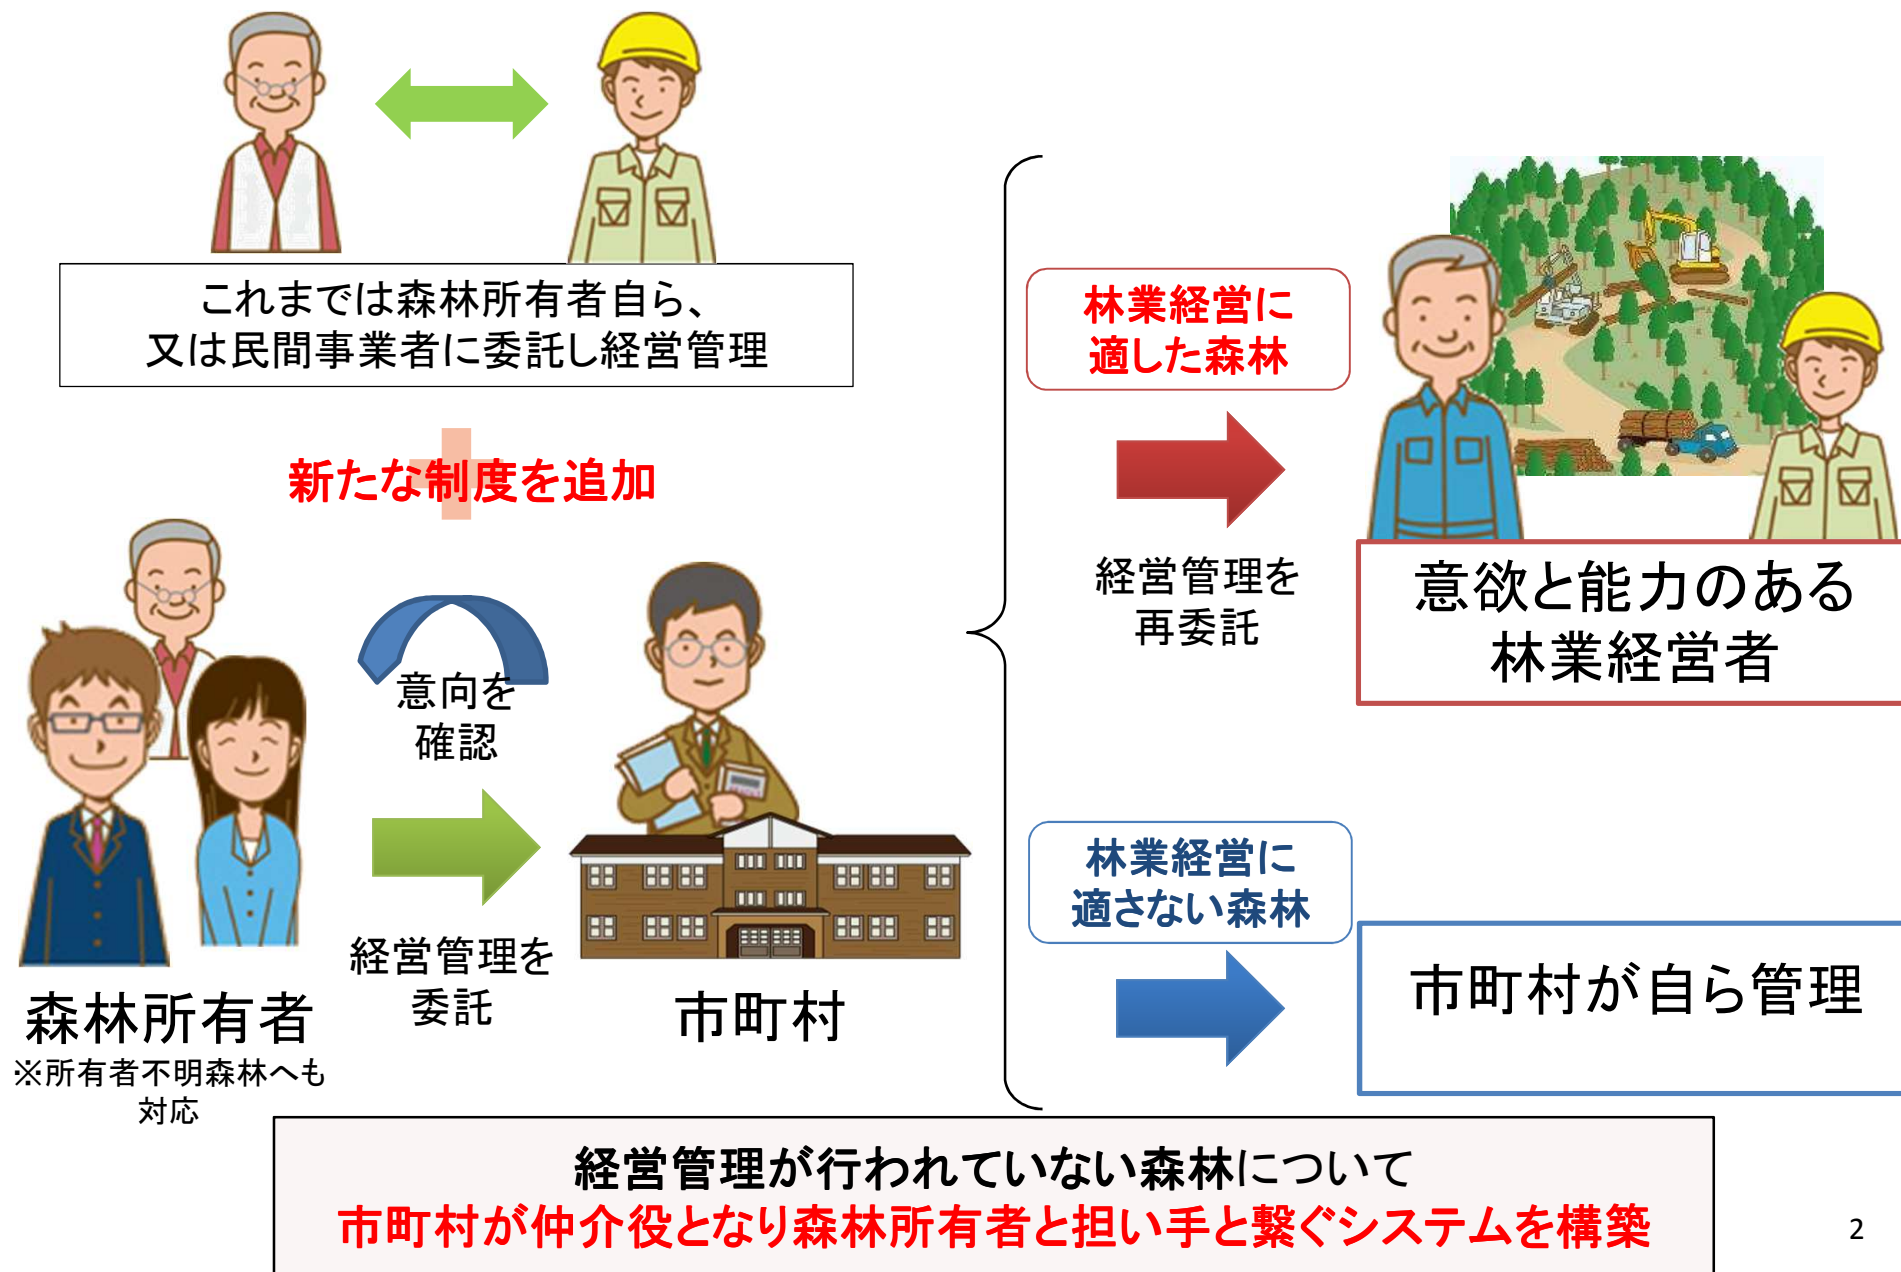 これまでは森林所有者自ら、
又は民間事業者に委託し経営管理
新たな制度を追加
意向を
確認
経営管理を
委託
森林所有者
※所有者不明森林へも
対応
市町村
林業経営に
適した森林
経営管理を
再委託
意欲と能力のある
林業経営者
林業経営に
適さない森林
市町村が自ら管理
経営管理が行われていない森林について
市町村が仲介役となり森林所有者と担い手と繋ぐシステムを構築
2